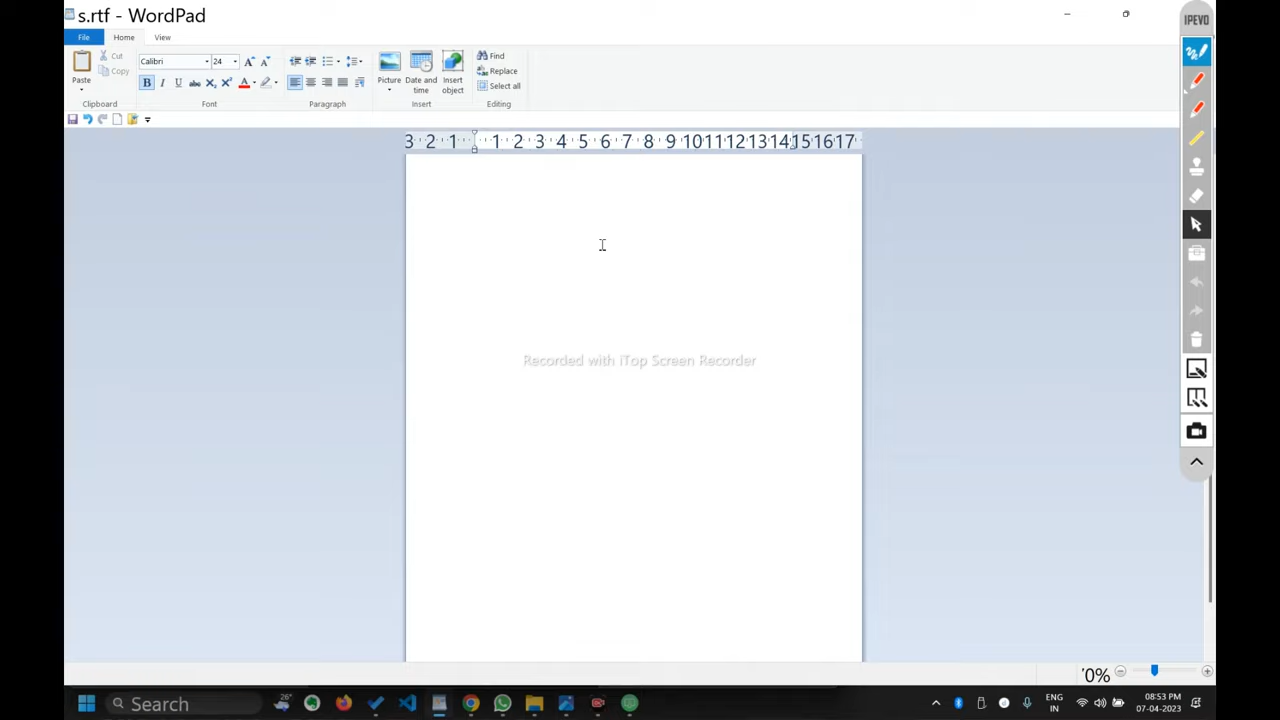 s.rtf - WordPad
IPEVO
File Home View
Cut
Copy
Paste
Calibri 24
Picture
Date and time
Insert object
Find
Replace
Select all
Clipboard Font Paragraph Insert Editing
3 2 1 1 2 3 4 5 6 7 8 9 10 11 12 13 14 15 16 17
Recorded with iTop Screen Recorder
70%
26°
Search
ENG
IN
08:53 PM
07-04-2023